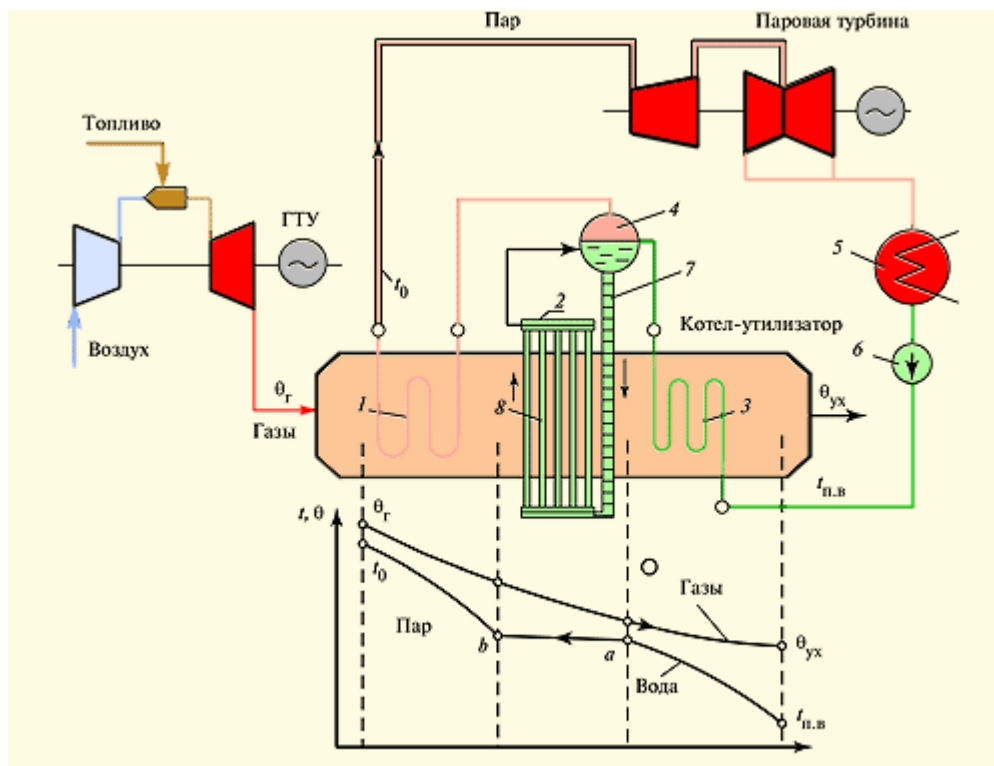 Пар
Паровая турбина
Топливо
ГТУ
4
5
t₀
2
7
Котел-утилизатор
6
Воздух
θг
Газы
1
8
3
θух
tп.в
t, θ
θг
t₀
Газы
Пар
b
a
θух
Вода
tп.в